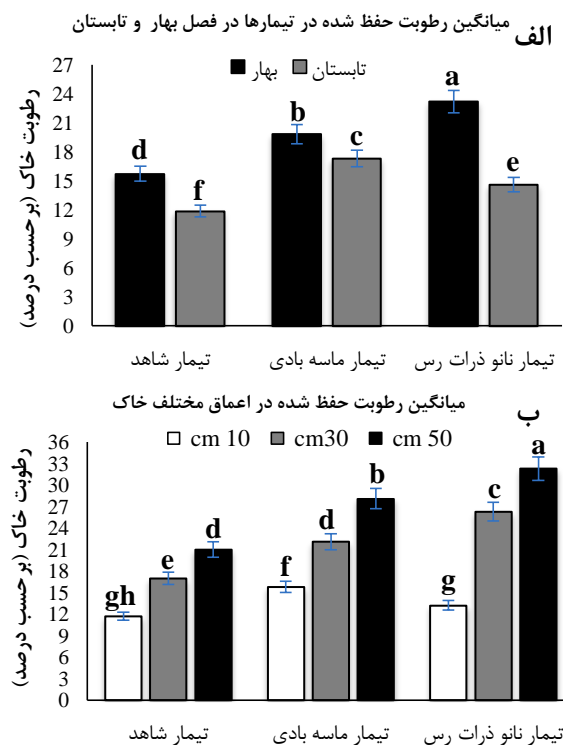 میانگین رطوبت حفظ شده در تیمارها در فصل بهار و تابستان
الف
بهار
تابستان
رطوبت خاک (برحسب درصد)
27
24
21
18
15
12
9
6
3
0
d
f
b
c
a
e
تیمار شاهد
تیمار ماسه بادی
تیمار نانو ذرات رس
میانگین رطوبت حفظ شده در اعماق مختلف خاک
ب
cm 10
cm30
cm 50
رطوبت خاک (برحسب درصد)
36
33
30
27
24
21
18
15
12
9
6
3
0
gh
e
d
f
d
b
g
c
a
تیمار شاهد
تیمار ماسه بادی
تیمار نانو ذرات رس